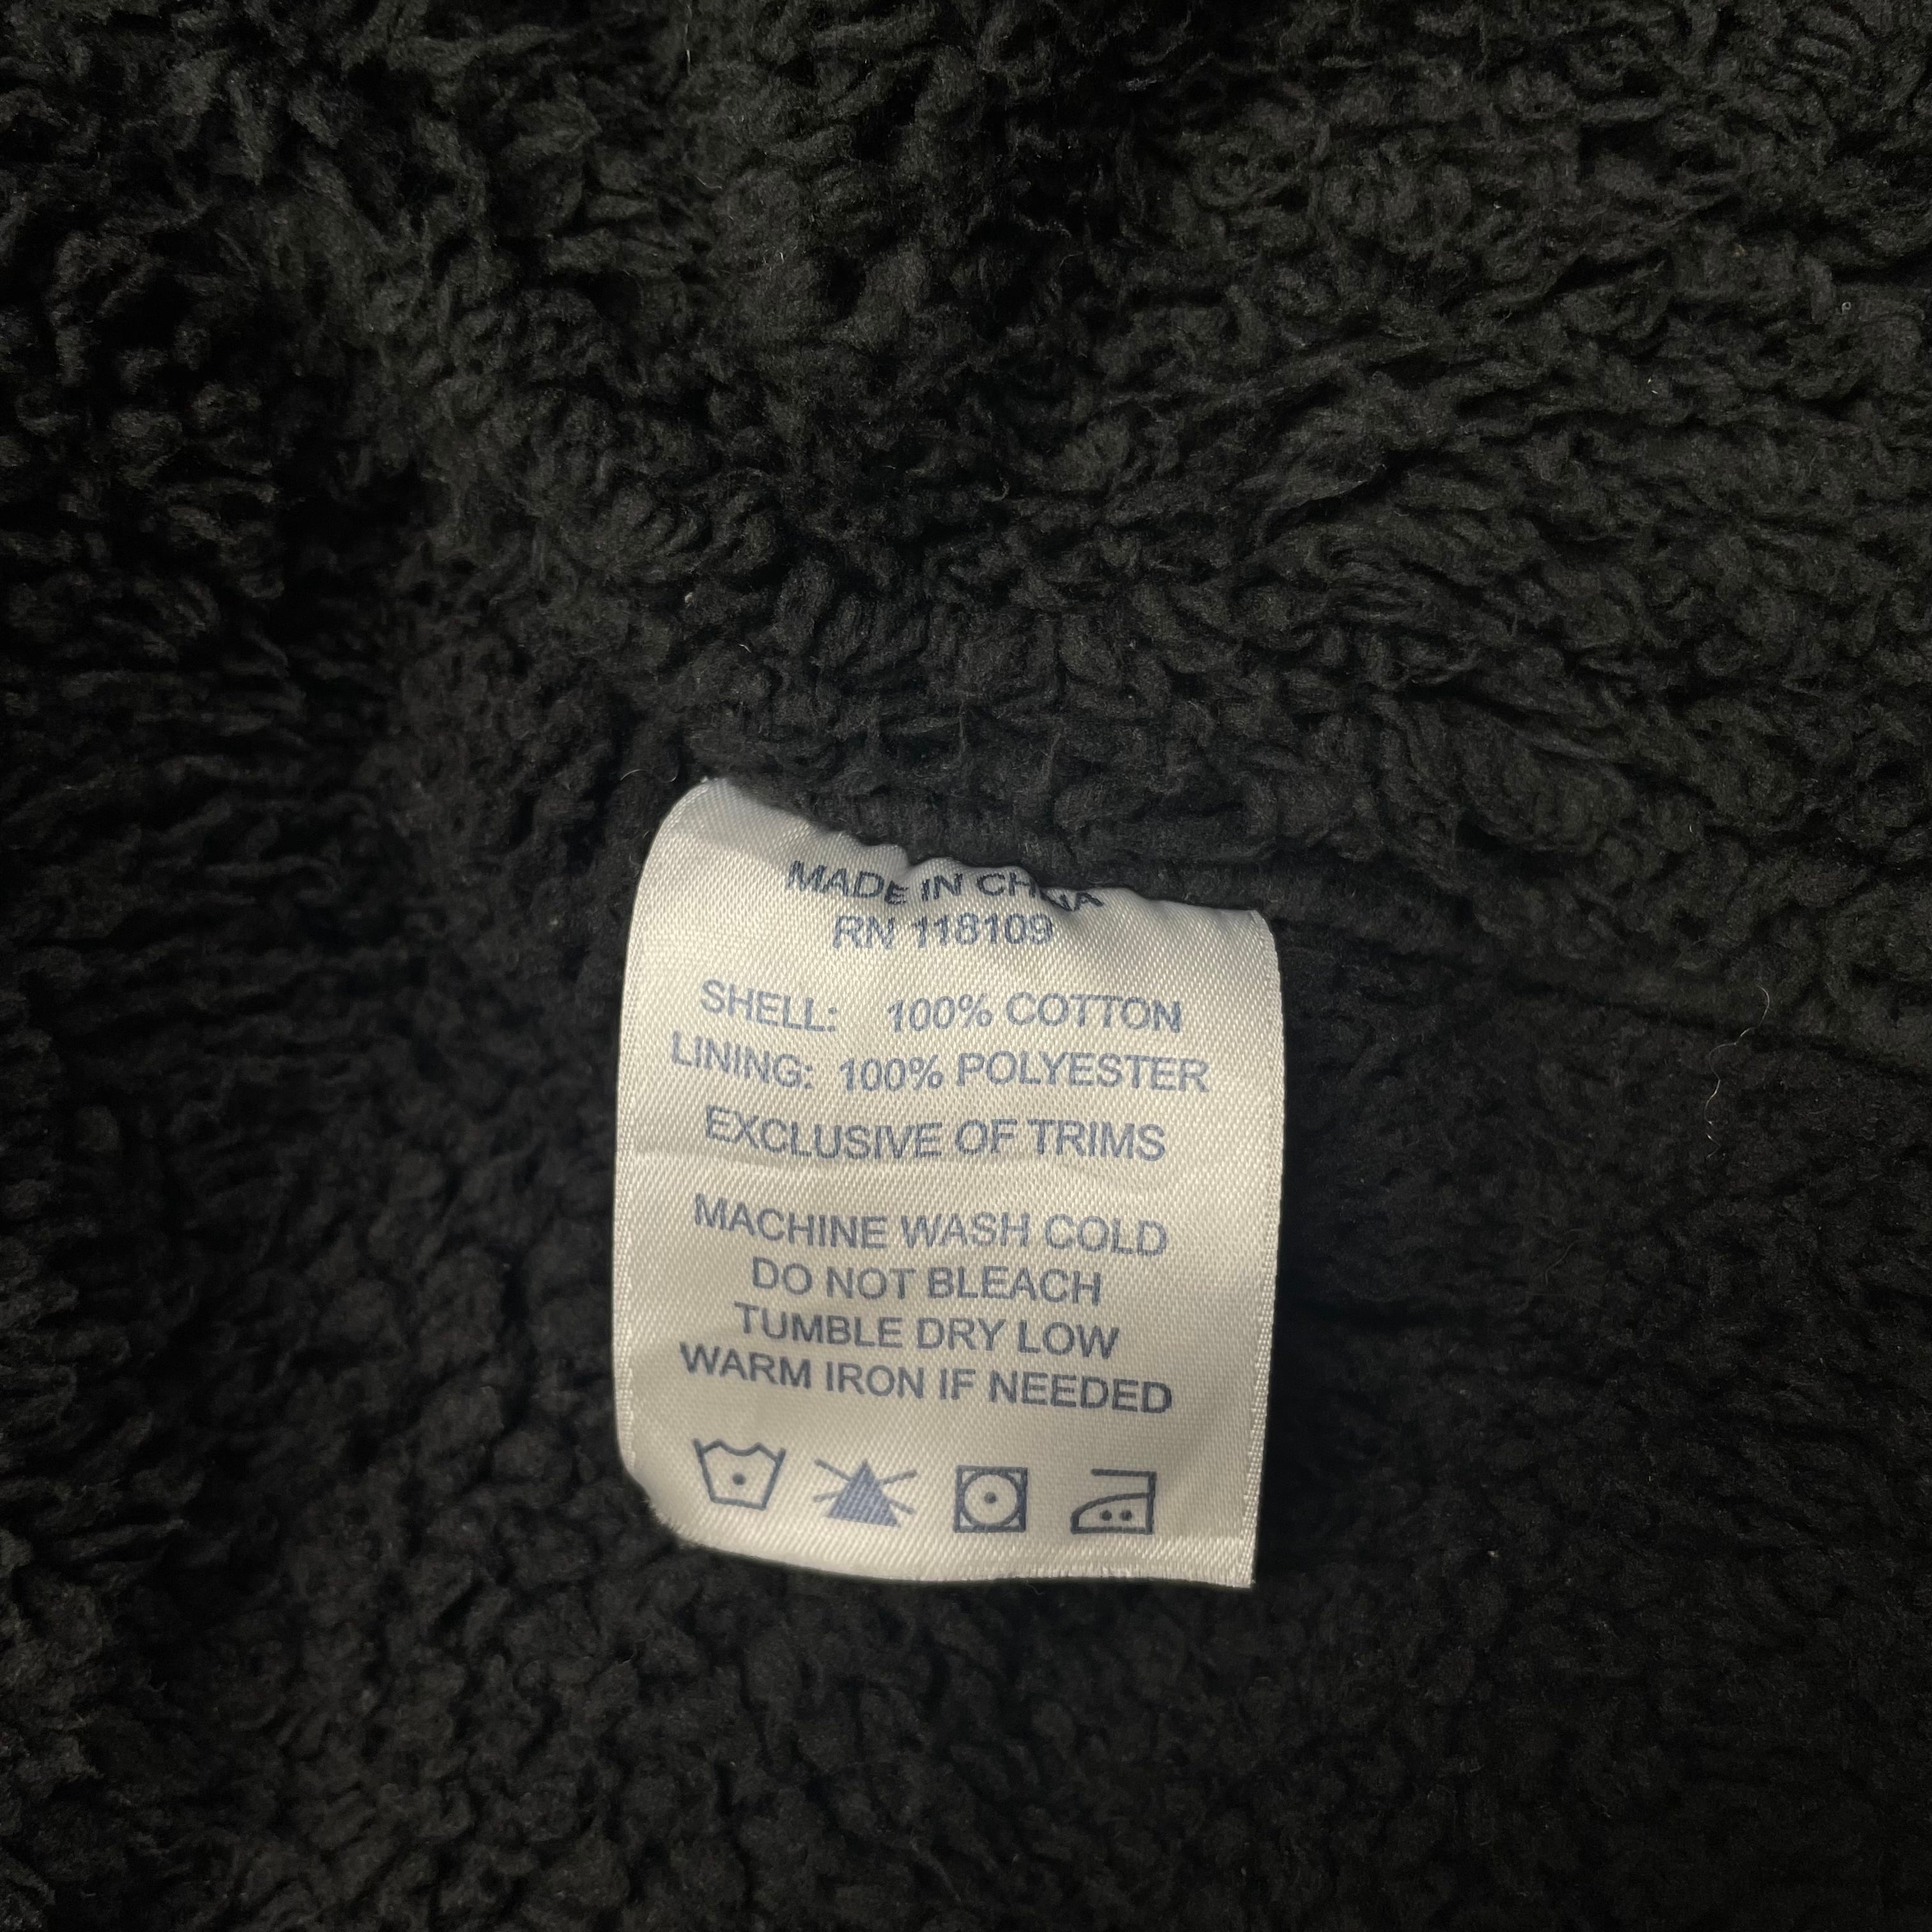 MADE IN CHINA
RN 118109
SHELL: 100% COTTON
LINING: 100% POLYESTER
EXCLUSIVE OF TRIMS
MACHINE WASH COLD
DO NOT BLEACH
TUMBLE DRY LOW
WARM IRON IF NEEDED